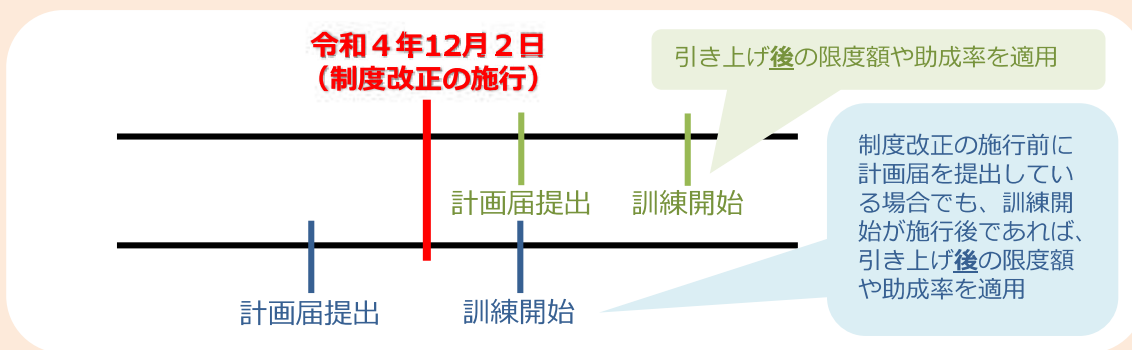 令和４年12月２日
（制度改正の施行）
引き上げ後の限度額や助成率を適用
計画届提出
訓練開始
制度改正の施行前に
計画届を提出してい
る場合でも、訓練開
始が施行後であれば、
引き上げ後の限度額
や助成率を適用
計画届提出
訓練開始